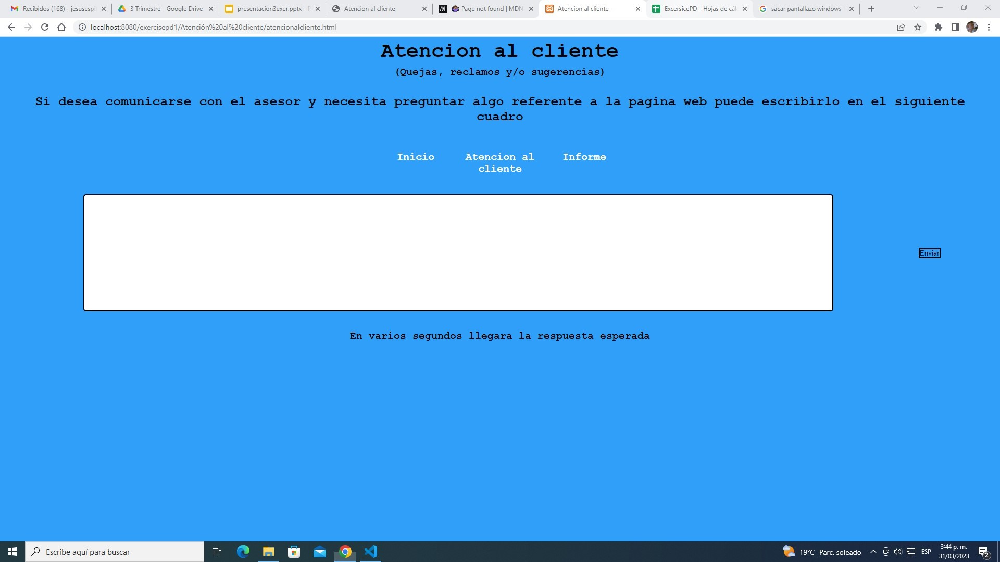 Recibidos (168) - jesusespi
3 Trimestre - Google Drive
presentacion3exer.pptx - P
Atencion al cliente
Page not found | MDN
Atencion al cliente
ExcersicePD - Hojas de cál
sacar pantallazo windows
localhost:8080/exercisepd1/Atención%20al%20cliente/atencionalcliente.html
Atencion al cliente
(Quejas, reclamos y/o sugerencias)
Si desea comunicarse con el asesor y necesita preguntar algo referente a la pagina web puede escribirlo en el siguiente
cuadro
Inicio
Atencion al
cliente
Informe
Enviar
En varios segundos llegara la respuesta esperada
Escribe aquí para buscar
19°C Parc. soleado
ESP
3:44 p. m.
31/03/2023
2